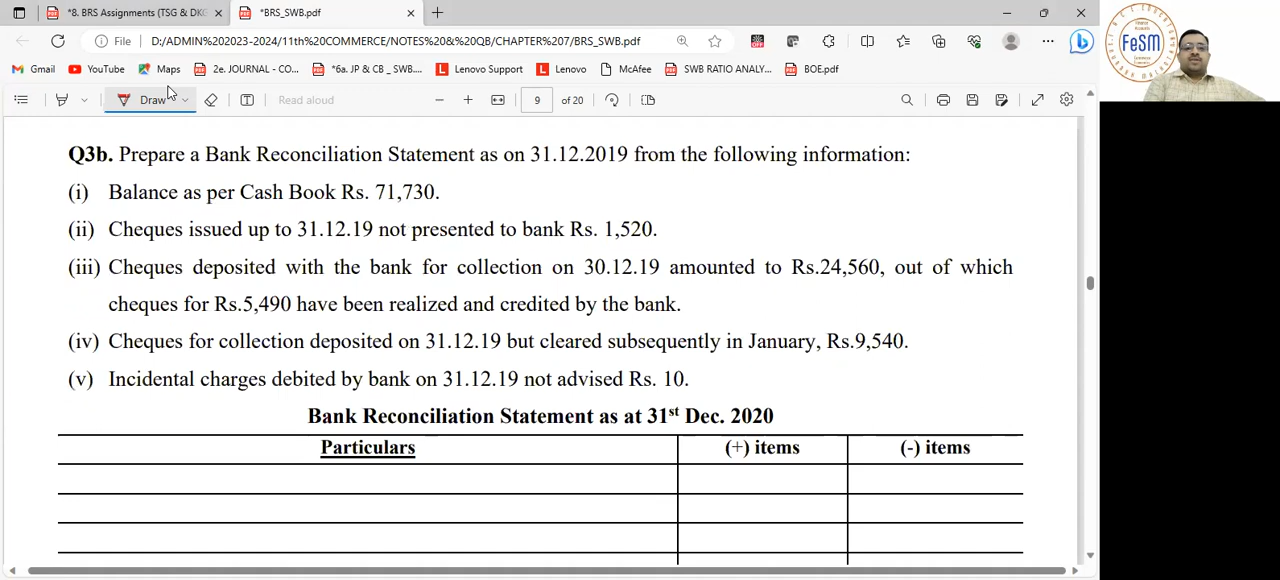 *8. BRS Assignments (TSG & DKG
*BRS_SWB.pdf
File
D:/ADMIN%202023-2024/11th%20COMMERCE/NOTES%20&%20QB/CHAPTER%207/BRS_SWB.pdf
Gmail
YouTube
Maps
2e. JOURNAL - CO...
*6a. JP & CB _ SWB....
Lenovo Support
Lenovo
McAfee
SWB RATIO ANALY...
BOE.pdf
Draw
Read aloud
9 of 20
FeSM
Q3b. Prepare a Bank Reconciliation Statement as on 31.12.2019 from the following information:
(i) Balance as per Cash Book Rs. 71,730.
(ii) Cheques issued up to 31.12.19 not presented to bank Rs. 1,520.
(iii) Cheques deposited with the bank for collection on 30.12.19 amounted to Rs.24,560, out of which
cheques for Rs.5,490 have been realized and credited by the bank.
(iv) Cheques for collection deposited on 31.12.19 but cleared subsequently in January, Rs.9,540.
(v) Incidental charges debited by bank on 31.12.19 not advised Rs. 10.
Bank Reconciliation Statement as at 31st Dec. 2020
Particulars (+) items (-) items